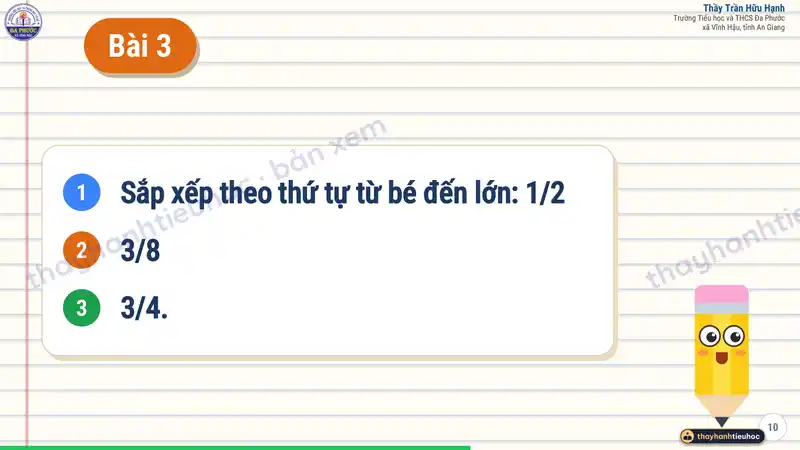 Thầy Trần Hữu Hạnh
Trường Tiểu học và THCS Đa Phước
xã Vĩnh Hậu, tỉnh An Giang
ĐA PHƯỚC
Bài 3
1 Sắp xếp theo thứ tự từ bé đến lớn: 1/2
2 3/8
3 3/4.
thayhanhtieuhoc
10